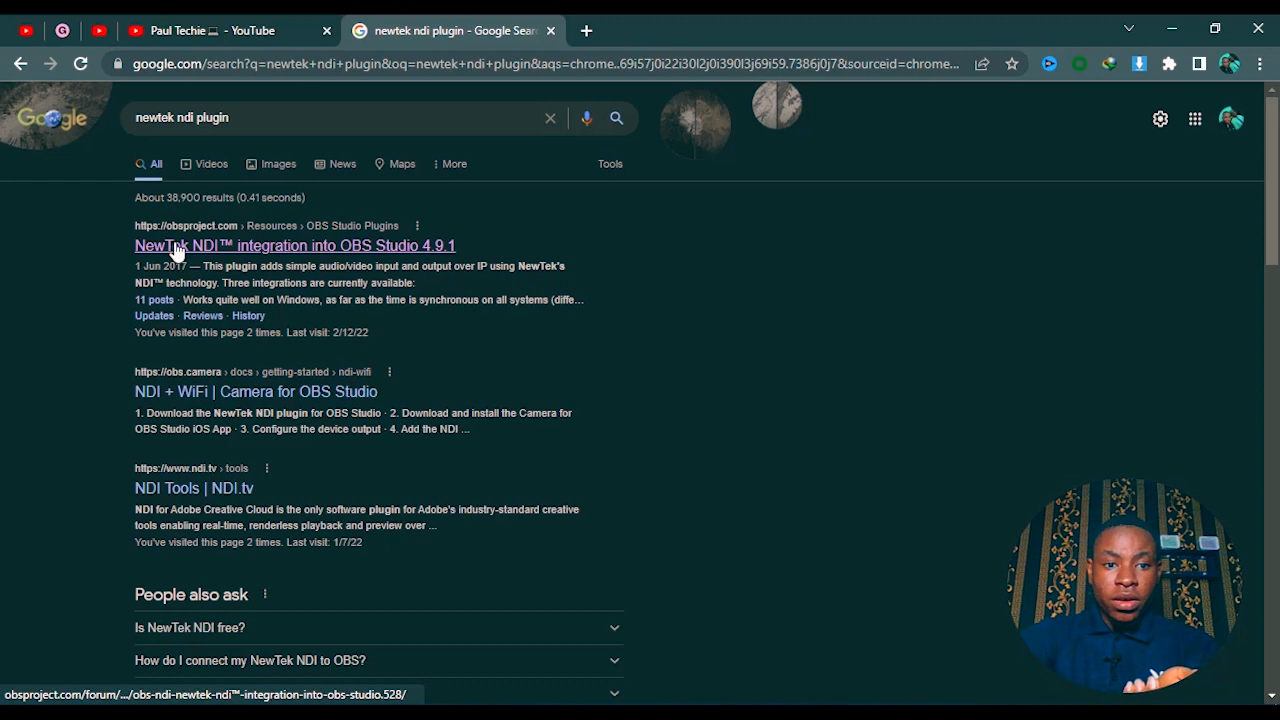 Paul Techie💻 - YouTube
newtek ndi plugin - Google Sear
google.com/search?q=newtek+ndi+plugin&oq=newtek+ndi+plugin&aqs=chrome..69i57j0i22i30l2j0i390l3j69i59.7386j0j7&sourceid=chrome...
Google
newtek ndi plugin
All
Videos
Images
News
Maps
More
Tools
About 38,900 results (0.41 seconds)
https://obsproject.com › Resources › OBS Studio Plugins
NewTek NDI™ integration into OBS Studio 4.9.1
1 Jun 2017 — This plugin adds simple audio/video input and output over IP using NewTek's
NDI™ technology. Three integrations are currently available:
11 posts · Works quite well on Windows, as far as the time is synchronous on all systems (diffe...
Updates · Reviews · History
You've visited this page 2 times. Last visit: 2/12/22
https://obs.camera › docs › getting-started › ndi-wifi
NDI + WiFi | Camera for OBS Studio
1. Download the NewTek NDI plugin for OBS Studio · 2. Download and install the Camera for
OBS Studio iOS App · 3. Configure the device output · 4. Add the NDI ...
https://www.ndi.tv › tools
NDI Tools | NDI.tv
NDI for Adobe Creative Cloud is the only software plugin for Adobe's industry-standard creative
tools enabling real-time, renderless playback and preview over ...
You've visited this page 2 times. Last visit: 1/7/22
People also ask
Is NewTek NDI free?
How do I connect my NewTek NDI to OBS?
obsproject.com/forum/.../obs-ndi-newtek-ndi™-integration-into-obs-studio.528/